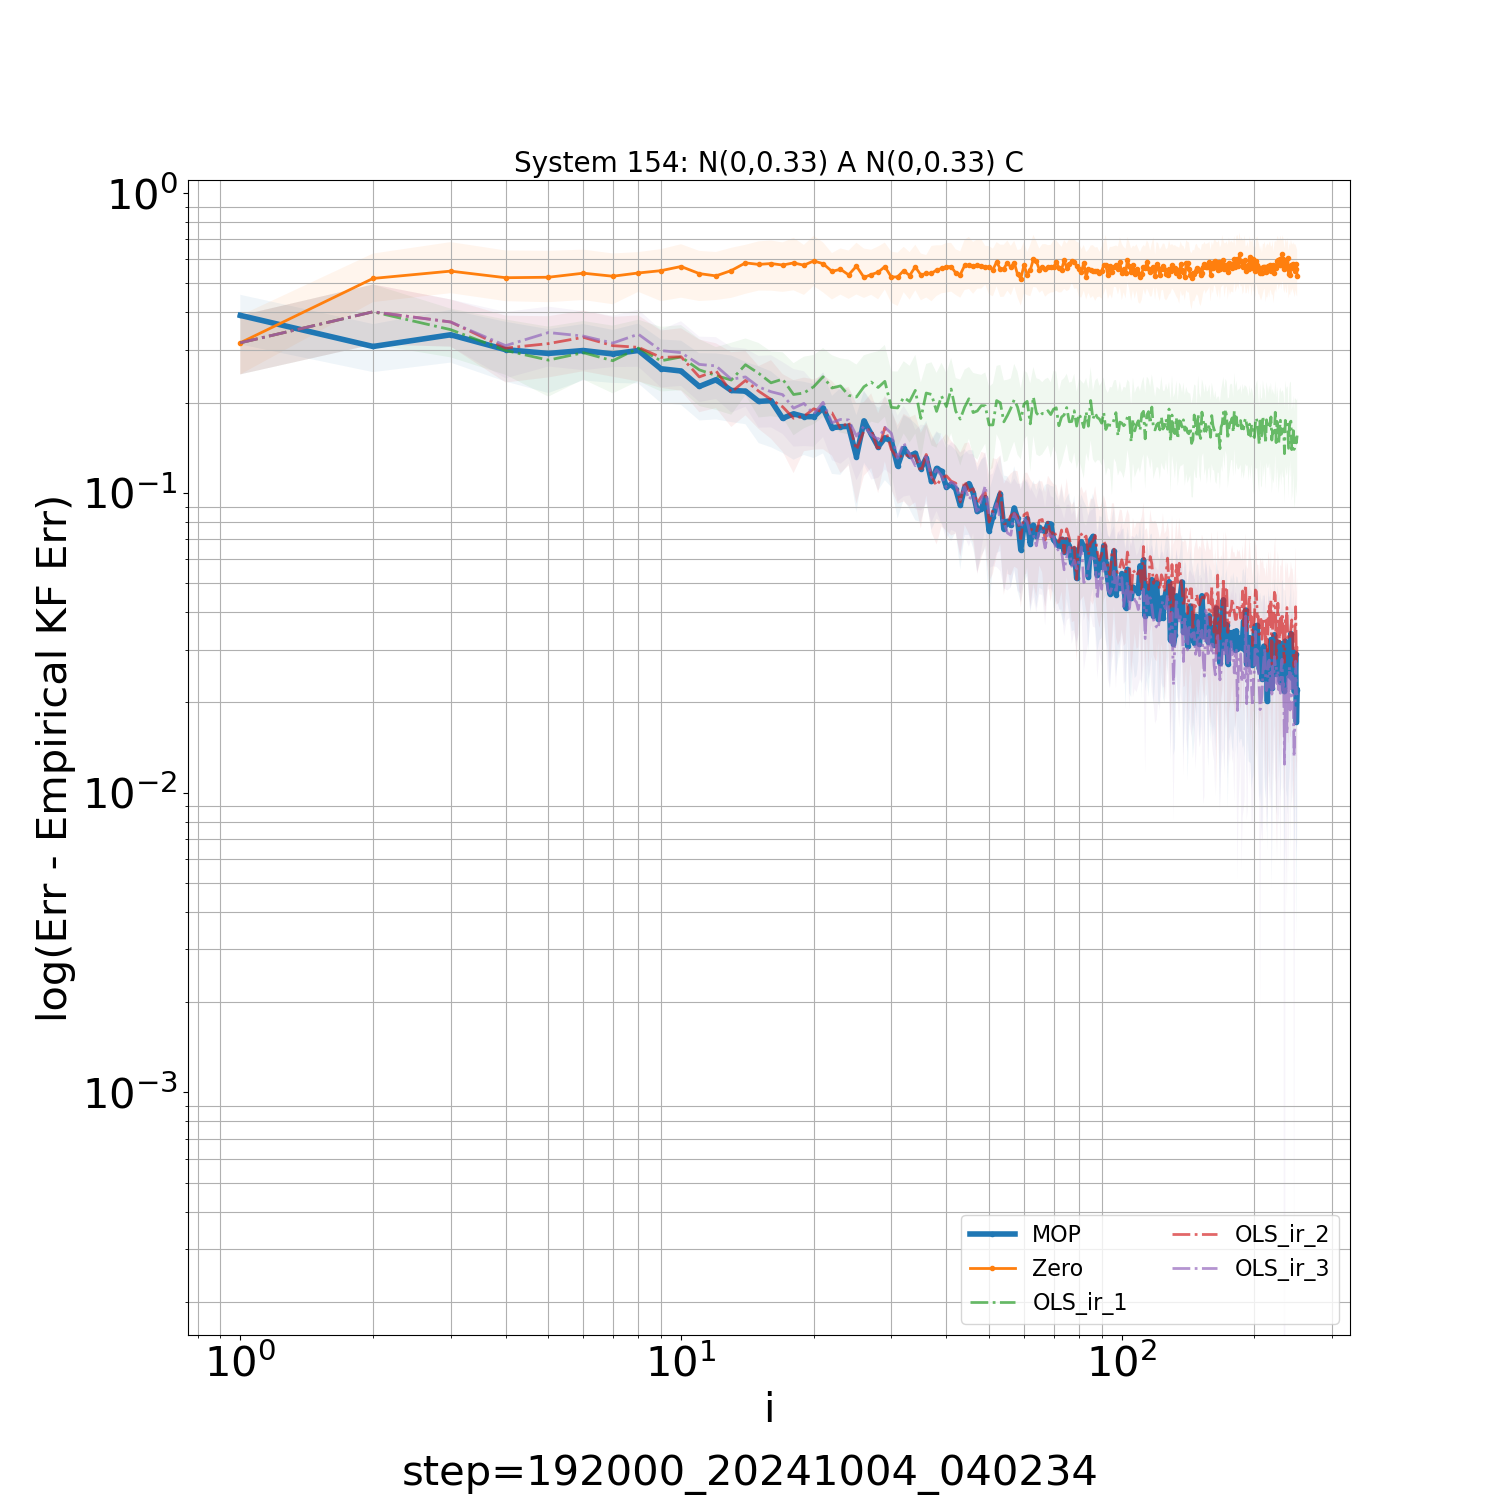 System 154: N(0,0.33) A N(0,0.33) C
log(Err - Empirical KF Err)
10⁰
10⁻¹
10⁻²
10⁻³
10⁰
10¹
10²
MOP
Zero
OLS_ir_1
OLS_ir_2
OLS_ir_3
i
step=192000_20241004_040234